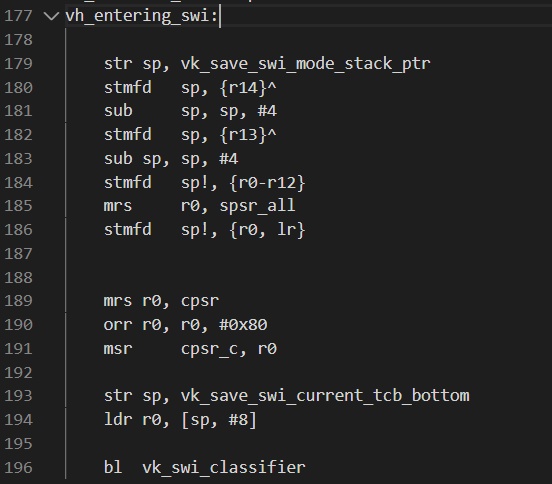 177 vh_entering_swi:
178
179 str sp, vk_save_swi_mode_stack_ptr
180 stmfd sp, {r14}^
181 sub sp, sp, #4
182 stmfd sp, {r13}^
183 sub sp, sp, #4
184 stmfd sp!, {r0-r12}
185 mrs r0, spsr_all
186 stmfd sp!, {r0, lr}
187
188
189 mrs r0, cpsr
190 orr r0, r0, #0x80
191 msr cpsr_c, r0
192
193 str sp, vk_save_swi_current_tcb_bottom
194 ldr r0, [sp, #8]
195
196 bl vk_swi_classifier